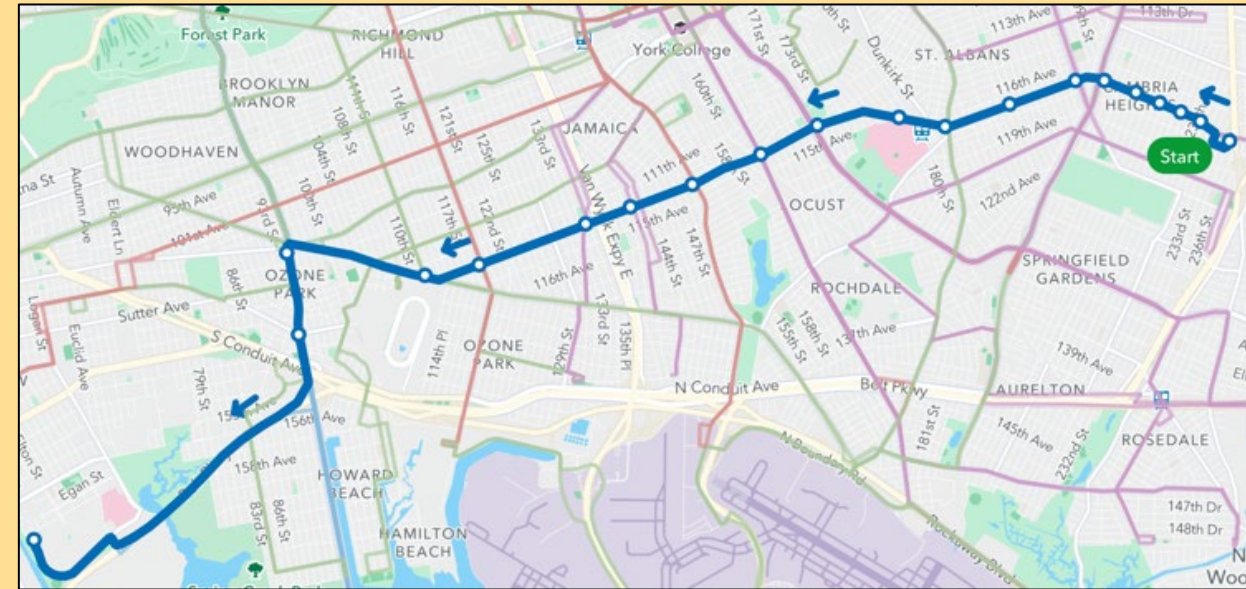 Forest Park
RICHMOND
HILL
York College
171st St
173rd St
Dunkirk St
113th Ave
113th Dr
ST. ALBANS
BROOKLYN
MANOR
111th St
116th St
108th St
104th St
121st St
125th St
133rd St
160th St
116th Ave
HEIGHTS
119th Ave
JAMAICA
Start
WOODHAVEN
111th Ave
115th Ave
180th St
122nd Ave
Autumn Ave
Eldert Ln
95th Ave
101st Ave
93rd St
100th St
110th St
117th St
122nd St
Van Wyck Expy E
115th Ave
144th St
147th St
OCUST
233rd St
236th St
SPRINGFIELD
GARDENS
OZONE
PARK
86th St
116th Ave
ROCHDALE
Logan St
Euclid Ave
Sutter Ave
S Conduit Ave
79th St
114th Pl
OZONE
PARK
129th St
133rd St
135th Pl
155th St
158th St
137th Ave
139th Ave
N Conduit Ave
Belt Pkwy
AURELTON
156th Ave
158th Ave
181st St
145th Ave
232nd St
ROSEDALE
N Boundary Rd
Egan St
83rd St
86th St
HOWARD
BEACH
HAMILTON
BEACH
Rockaway Blvd
147th Dr
148th Dr